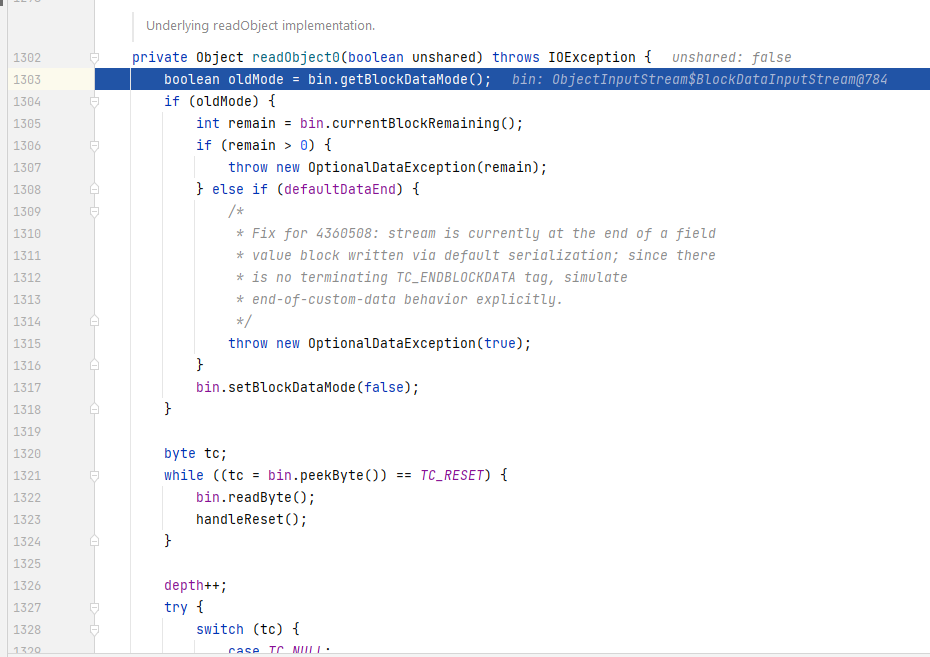 Underlying readObject implementation.
1302 private Object readObject0(boolean unshared) throws IOException { unshared: false
1303 boolean oldMode = bin.getBlockDataMode(); bin: ObjectInputStream$BlockDataInputStream@784
1304 if (oldMode) {
1305 int remain = bin.currentBlockRemaining();
1306 if (remain > 0) {
1307 throw new OptionalDataException(remain);
1308 } else if (defaultDataEnd) {
1309 /*
1310 * Fix for 4360508: stream is currently at the end of a field
1311 * value block written via default serialization; since there
1312 * is no terminating TC_ENDBLOCKDATA tag, simulate
1313 * end-of-custom-data behavior explicitly.
1314 */
1315 throw new OptionalDataException(true);
1316 }
1317 bin.setBlockDataMode(false);
1318 }
1319
1320 byte tc;
1321 while ((tc = bin.peekByte()) == TC_RESET) {
1322 bin.readByte();
1323 handleReset();
1324 }
1325
1326 depth++;
1327 try {
1328 switch (tc) {
1329 case TC_NULL: